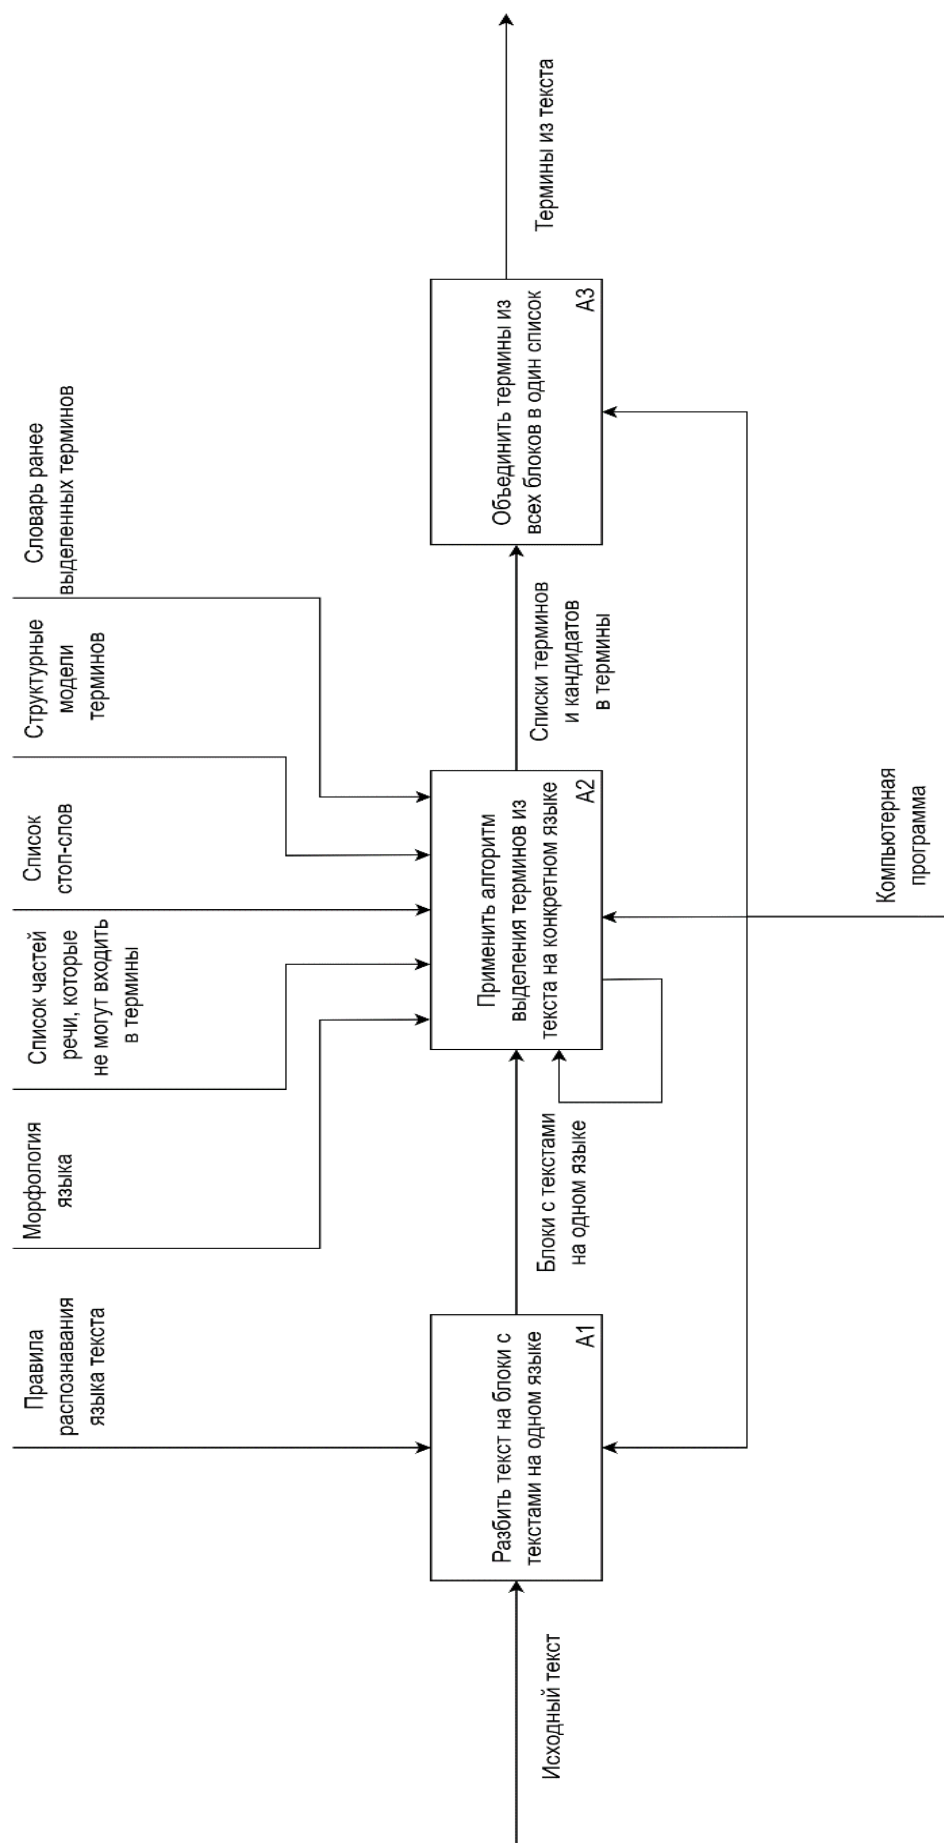 Правила
распознавания
языка текста
Морфология
языка
Список частей
речи, которые
не могут входить
в термины
Список
стоп-слов
Структурные
модели
терминов
Словарь ранее
выделенных терминов
Исходный текст
Разбить текст на блоки с
текстами на одном языке
A1
Блоки с текстами
на одном языке
Применить алгоритм
выделения терминов из
текста на конкретном языке
A2
Списки терминов
и кандидатов
в термины
Объединить термины из
всех блоков в один список
A3
Термины из текста
Компьютерная
программа